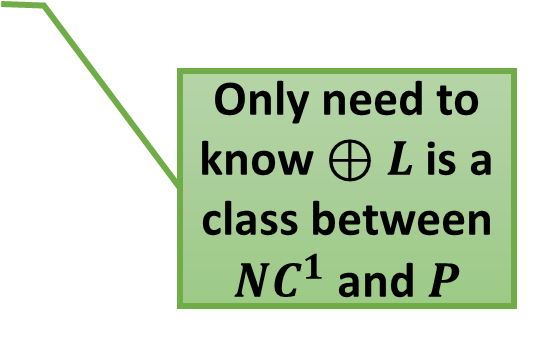 Only need to
know ⊕ L is a
class between
NC¹ and P